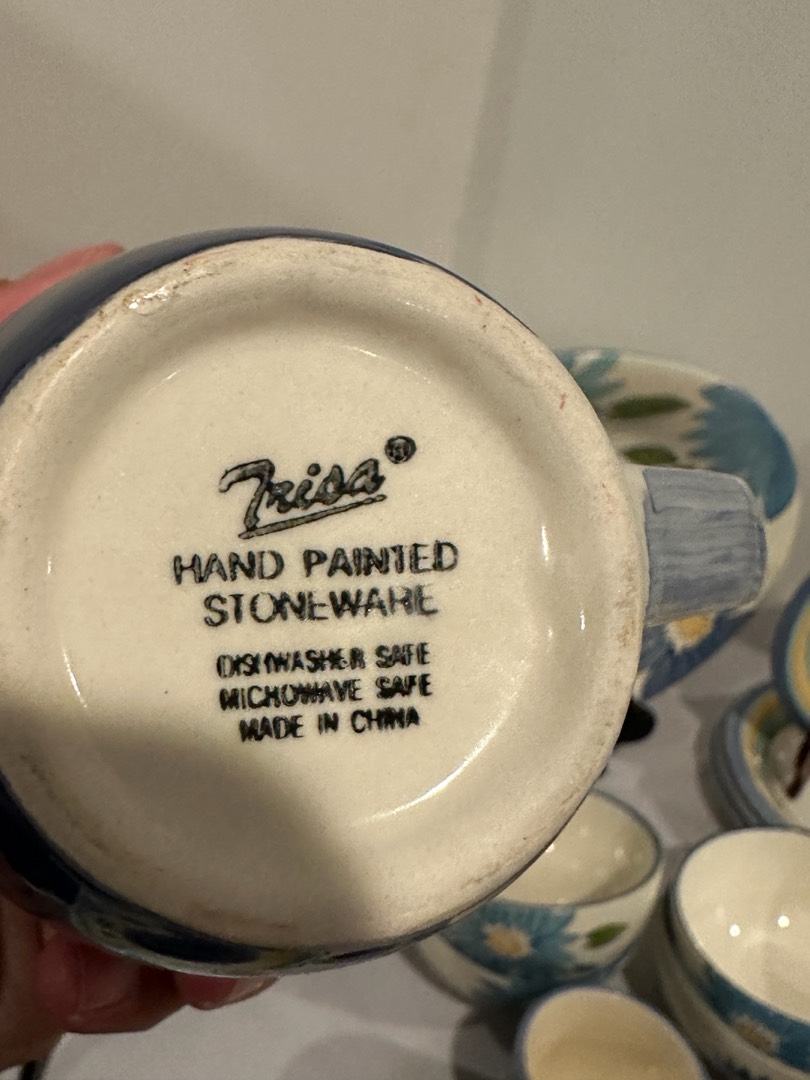 Trisa®
HAND PAINTED
STONEWARE
DISHWASHER SAFE
MICROWAVE SAFE
MADE IN CHINA